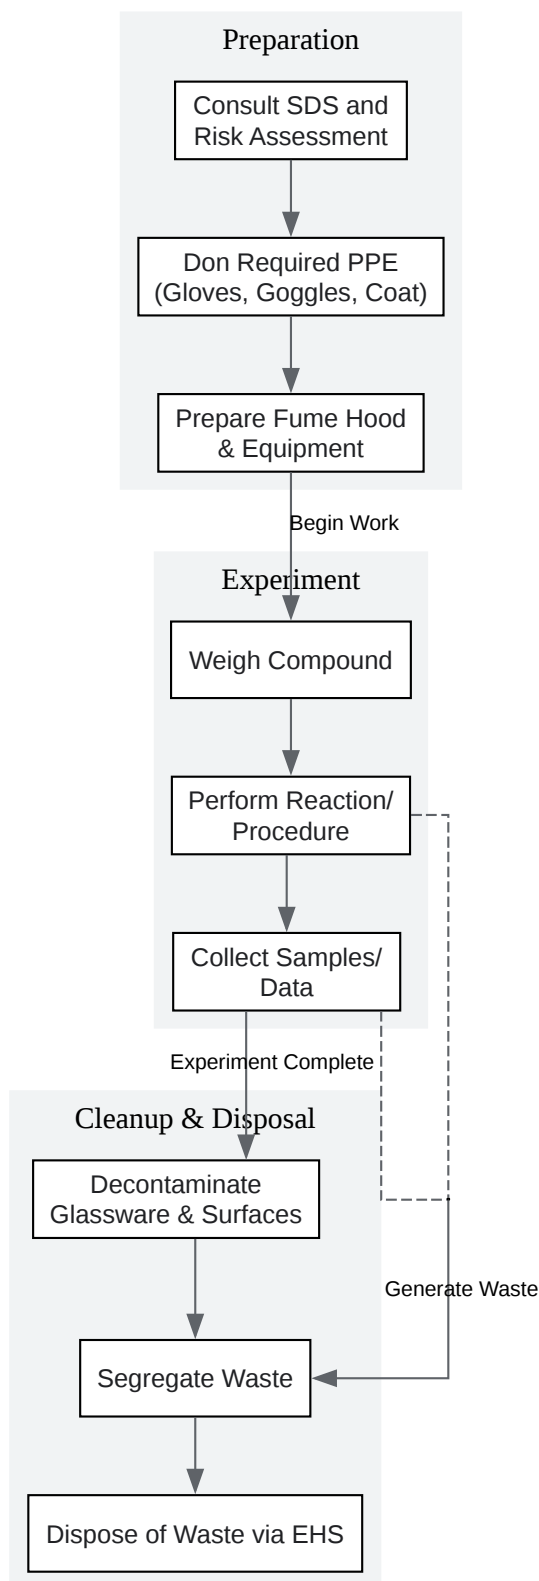 Preparation
Consult SDS and
Risk Assessment
Don Required PPE
(Gloves, Goggles, Coat)
Prepare Fume Hood
& Equipment
Begin Work
Experiment
Weigh Compound
Perform Reaction/
Procedure
Collect Samples/
Data
Experiment Complete
Cleanup & Disposal
Decontaminate
Glassware & Surfaces
Generate Waste
Segregate Waste
Dispose of Waste via EHS